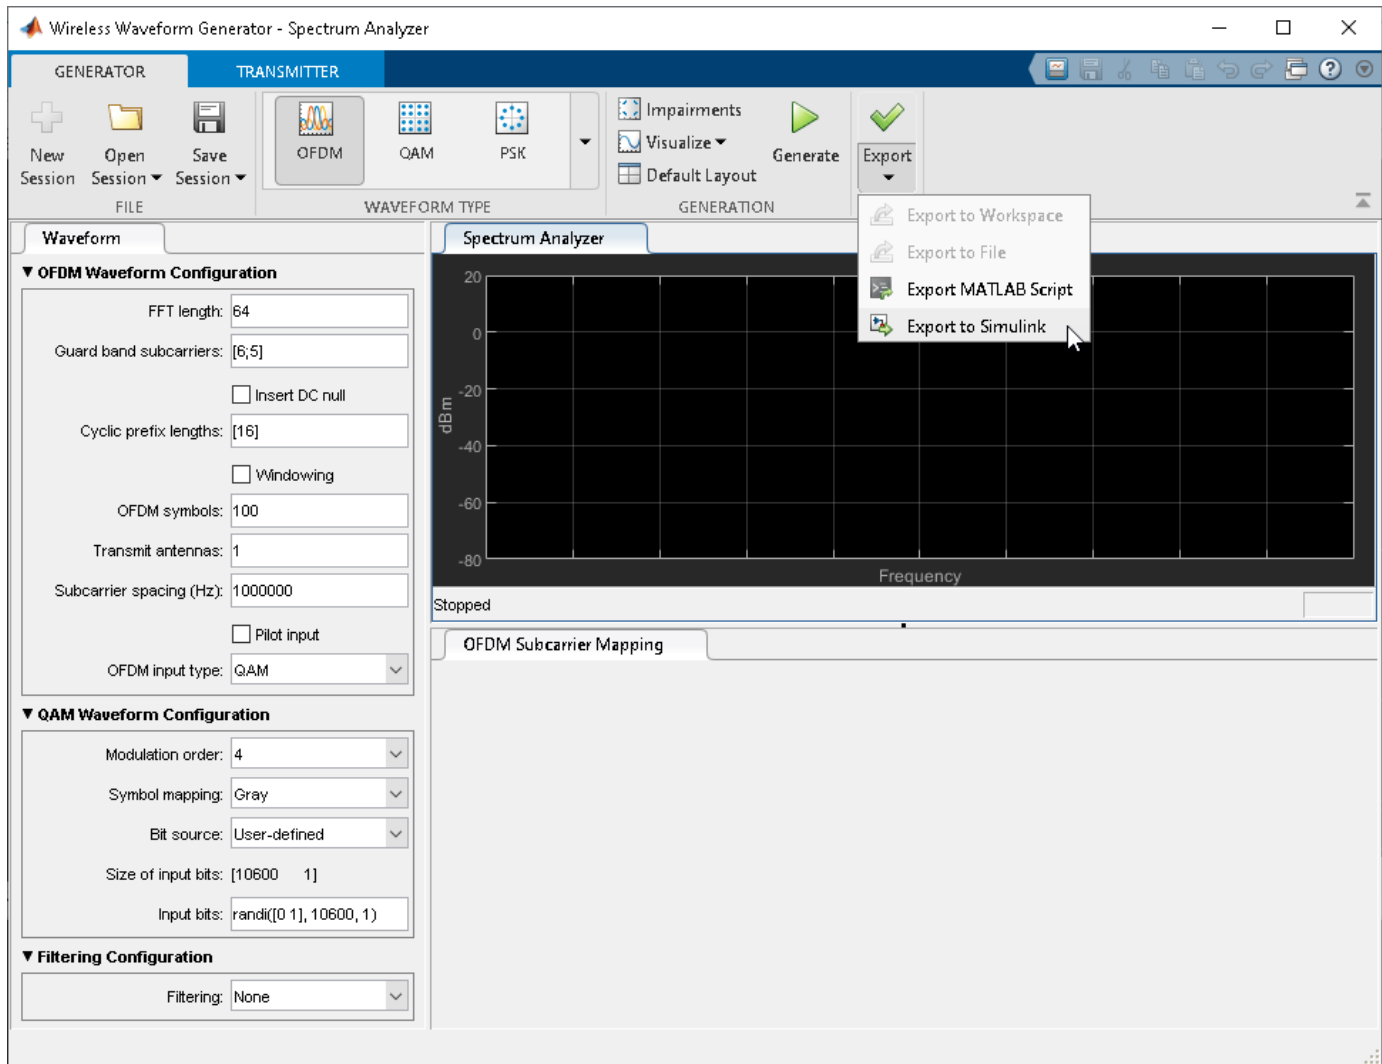 Wireless Waveform Generator - Spectrum Analyzer
GENERATOR TRANSMITTER
New Session Open Session Save Session
FILE
OFDM QAM PSK
WAVEFORM TYPE
Impairments
Visualize
Default Layout
Generate
GENERATION
Export
Export to Workspace
Export to File
Export MATLAB Script
Export to Simulink
Waveform
OFDM Waveform Configuration
FFT length: 64
Guard band subcarriers: [6;5]
Insert DC null
Cyclic prefix lengths: [16]
Windowing
OFDM symbols: 100
Transmit antennas: 1
Subcarrier spacing (Hz): 1000000
Pilot input
OFDM input type: QAM
QAM Waveform Configuration
Modulation order: 4
Symbol mapping: Gray
Bit source: User-defined
Size of input bits: [10600 1]
Input bits: randi([0 1], 10600, 1)
Filtering Configuration
Filtering: None
Spectrum Analyzer
20
0
-20
-40
-60
-80
dBm
Frequency
Stopped
OFDM Subcarrier Mapping